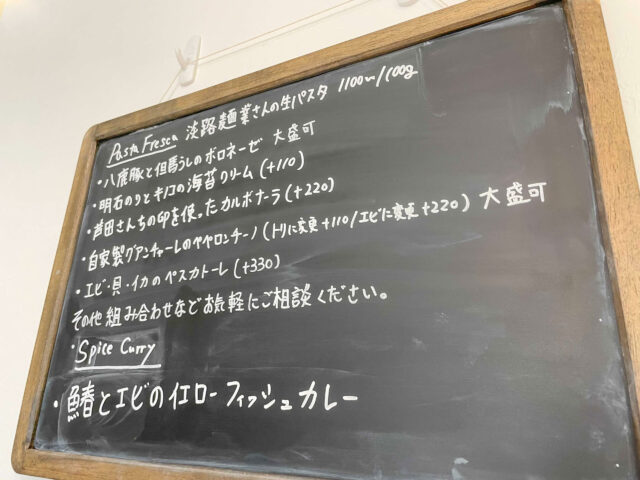 Pasta Fresca 淡路麺業さんの生パスタ 1100~/100g
・八鹿豚と但馬うしのボロネーゼ 大盛可
・明石のりとキノコの海苔クリーム (+110)
・芦田さんちの卵を使ったカルボナーラ (+220)
・自家製グアンチャーレのペペロンチーノ (トリに変更+110/エビに変更+220) 大盛可
・エビ・貝・イカのペスカトーレ (+330)
その他組み合わせなどお気軽にご相談ください。
・Spice Curry
・鰆とエビのイエローフィッシュカレー